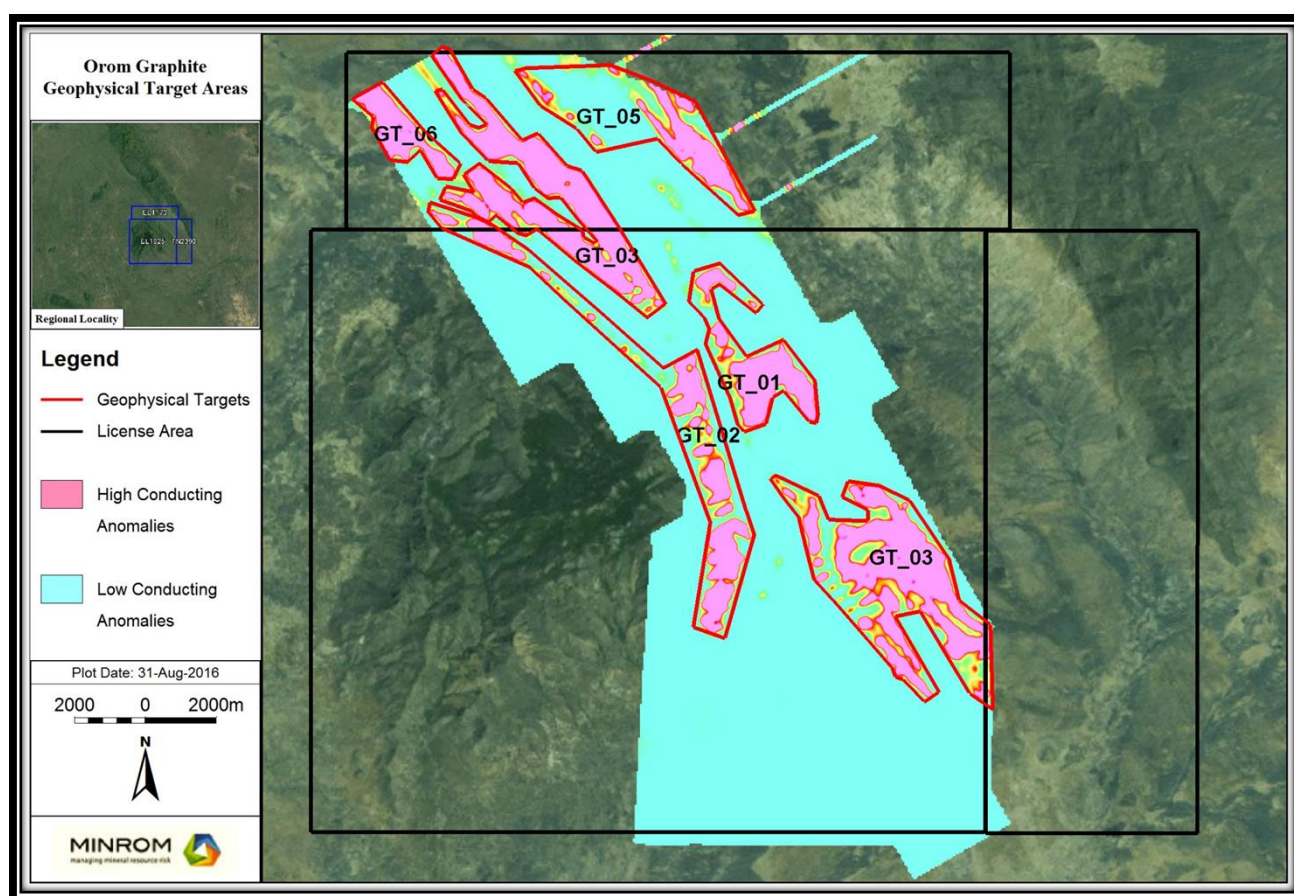 Orom Graphite
Geophysical Target Areas
Regional Locality
Legend
Geophysical Targets
License Area
High Conducting
Anomalies
Low Conducting
Anomalies
Plot Date: 31-Aug-2016
2000 0 2000m
N
MINROM
managing mineral resource risk
GT_06
GT_05
GT_03
GT_01
GT_02
GT_03